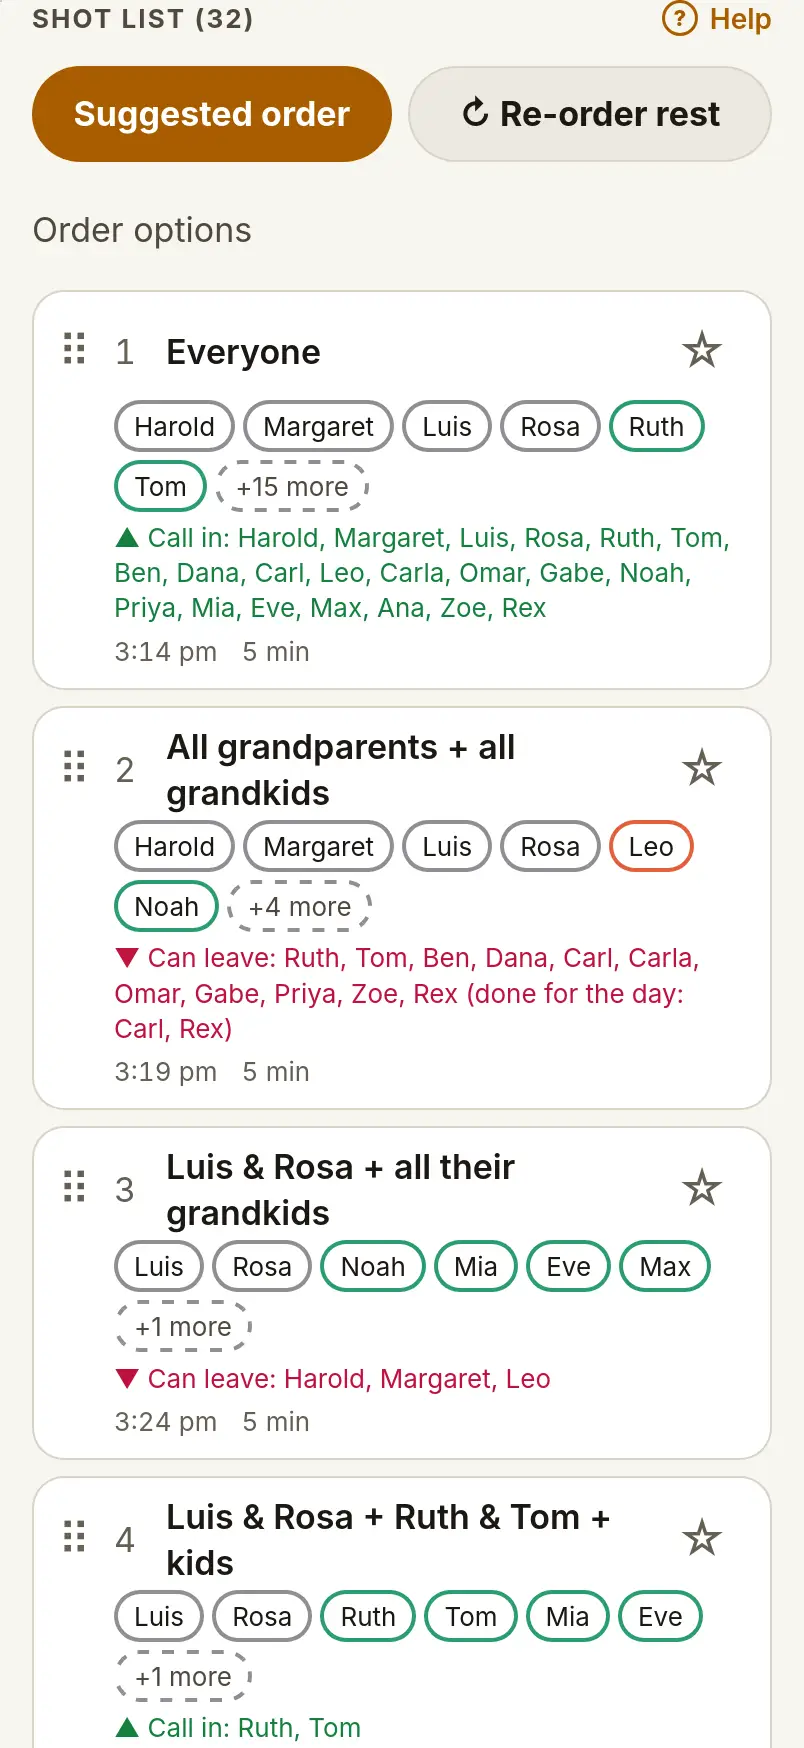 SHOT LIST (32)
? Help
Suggested order
↻ Re-order rest
Order options
1 Everyone ☆
Harold Margaret Luis Rosa Ruth
Tom +15 more
▲ Call in: Harold, Margaret, Luis, Rosa, Ruth, Tom,
Ben, Dana, Carl, Leo, Carla, Omar, Gabe, Noah,
Priya, Mia, Eve, Max, Ana, Zoe, Rex
3:14 pm 5 min
2 All grandparents + all
grandkids ☆
Harold Margaret Luis Rosa Leo
Noah +4 more
▼ Can leave: Ruth, Tom, Ben, Dana, Carl, Carla,
Omar, Gabe, Priya, Zoe, Rex (done for the day:
Carl, Rex)
3:19 pm 5 min
3 Luis & Rosa + all their
grandkids ☆
Luis Rosa Noah Mia Eve Max
+1 more
▼ Can leave: Harold, Margaret, Leo
3:24 pm 5 min
4 Luis & Rosa + Ruth & Tom +
kids ☆
Luis Rosa Ruth Tom Mia Eve
+1 more
▲ Call in: Ruth, Tom